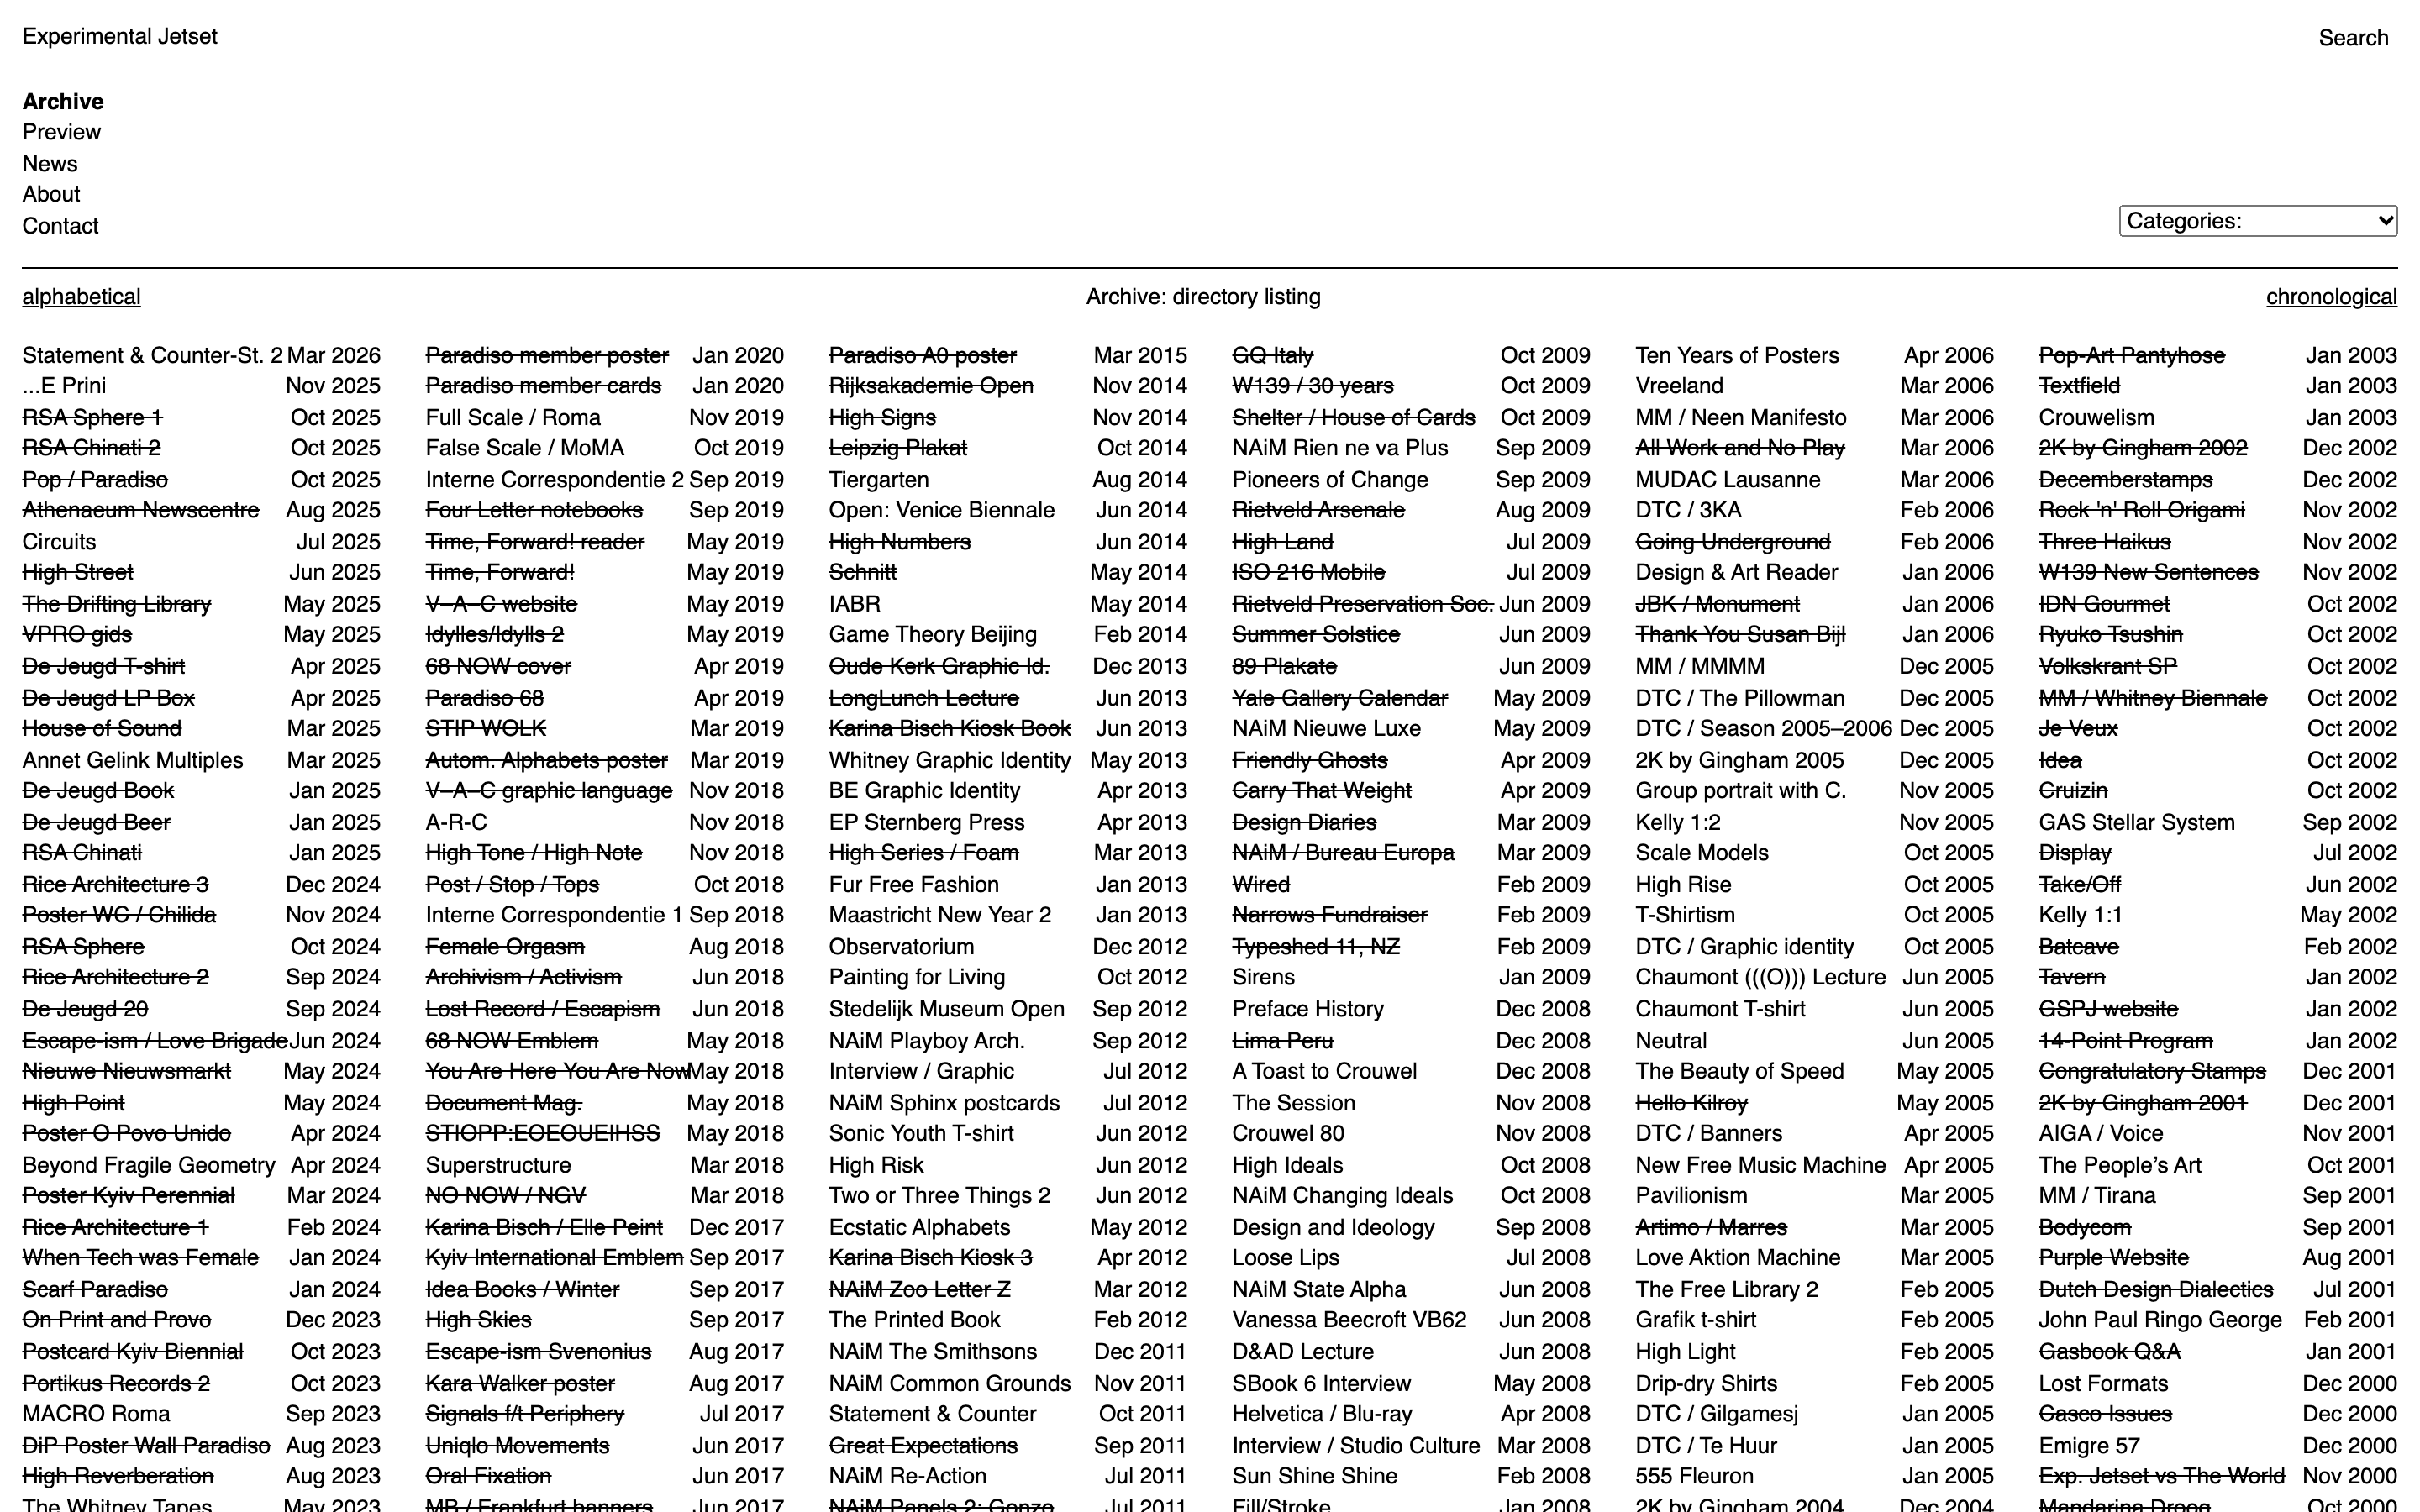 Experimental Jetset
Search
Archive
Preview
News
About
Contact
Categories:
alphabetical
Archive: directory listing
chronological
Statement & Counter-St. 2 Mar 2026
...E Prini Nov 2025
RSA Sphere 1 Oct 2025
RSA Chinati 2 Oct 2025
Pop / Paradiso Oct 2025
Athenaeum Newscentre Aug 2025
Circuits Jul 2025
High Street Jun 2025
The Drifting Library May 2025
VPRO gids May 2025
De Jeugd T-shirt Apr 2025
De Jeugd LP Box Apr 2025
House of Sound Mar 2025
Annet Gelink Multiples Mar 2025
De Jeugd Book Jan 2025
De Jeugd Beer Jan 2025
RSA Chinati Jan 2025
Rice Architecture 3 Dec 2024
Poster WC / Chilida Nov 2024
RSA Sphere Oct 2024
Rice Architecture 2 Sep 2024
De Jeugd 20 Sep 2024
Escape-ism / Love Brigade Jun 2024
Nieuwe Nieuwsmarkt May 2024
High Point May 2024
Poster O Povo Unido Apr 2024
Beyond Fragile Geometry Apr 2024
Poster Kyiv Perennial Mar 2024
Rice Architecture 1 Feb 2024
When Tech was Female Jan 2024
Scarf Paradiso Jan 2024
On Print and Provo Dec 2023
Postcard Kyiv Biennial Oct 2023
Portikus Records 2 Oct 2023
MACRO Roma Sep 2023
DiP Poster Wall Paradiso Aug 2023
High Reverberation Aug 2023
The Whitney Tapes May 2023
Paradiso member poster Jan 2020
Paradiso member cards Jan 2020
Full Scale / Roma Nov 2019
False Scale / MoMA Oct 2019
Interne Correspondentie 2 Sep 2019
Four Letter notebooks Sep 2019
Time, Forward! reader May 2019
Time, Forward! May 2019
V–A–C website May 2019
Idylles/Idylls 2 May 2019
68 NOW cover Apr 2019
Paradiso 68 Apr 2019
STIP WOLK Mar 2019
Autom. Alphabets poster Mar 2019
V–A–C graphic language Nov 2018
A-R-C Nov 2018
High Tone / High Note Nov 2018
Post / Stop / Tops Oct 2018
Interne Correspondentie 1 Sep 2018
Female Orgasm Aug 2018
Archivism / Activism Jun 2018
Lost Record / Escapism Jun 2018
68 NOW Emblem May 2018
You Are Here You Are Now May 2018
Document Mag. May 2018
STIOPP:EOEOUEIHSS May 2018
Superstructure Mar 2018
NO NOW / NGV Mar 2018
Karina Bisch / Elle Peint Dec 2017
Kyiv International Emblem Sep 2017
Idea Books / Winter Sep 2017
High Skies Sep 2017
Escape-ism Svenonius Aug 2017
Kara Walker poster Aug 2017
Signals f/t Periphery Jul 2017
Uniqlo Movements Jun 2017
Oral Fixation Jun 2017
MB / Frankfurt banners Jun 2017
Paradiso A0 poster Mar 2015
Rijksakademie Open Nov 2014
High Signs Nov 2014
Leipzig Plakat Oct 2014
Tiergarten Aug 2014
Open: Venice Biennale Jun 2014
High Numbers Jun 2014
Schnitt May 2014
IABR May 2014
Game Theory Beijing Feb 2014
Oude Kerk Graphic Id. Dec 2013
LongLunch Lecture Jun 2013
Karina Bisch Kiosk Book Jun 2013
Whitney Graphic Identity May 2013
BE Graphic Identity Apr 2013
EP Sternberg Press Apr 2013
High Series / Foam Mar 2013
Fur Free Fashion Jan 2013
Maastricht New Year 2 Jan 2013
Observatorium Dec 2012
Painting for Living Oct 2012
Stedelijk Museum Open Sep 2012
NAiM Playboy Arch. Sep 2012
Interview / Graphic Jul 2012
NAiM Sphinx postcards Jul 2012
Sonic Youth T-shirt Jun 2012
High Risk Jun 2012
Two or Three Things 2 Jun 2012
Ecstatic Alphabets May 2012
Karina Bisch Kiosk 3 Apr 2012
NAiM Zoo Letter Z Mar 2012
The Printed Book Feb 2012
NAiM The Smithsons Dec 2011
NAiM Common Grounds Nov 2011
Statement & Counter Oct 2011
Great Expectations Sep 2011
NAiM Re-Action Jul 2011
NAiM Panels 2: Gonzo Jul 2011
GQ Italy Oct 2009
W139 / 30 years Oct 2009
Shelter / House of Cards Oct 2009
NAiM Rien ne va Plus Sep 2009
Pioneers of Change Sep 2009
Rietveld Arsenale Aug 2009
High Land Jul 2009
ISO 216 Mobile Jul 2009
Rietveld Preservation Soc. Jun 2009
Summer Solstice Jun 2009
89 Plakate Jun 2009
Yale Gallery Calendar May 2009
NAiM Nieuwe Luxe May 2009
Friendly Ghosts Apr 2009
Carry That Weight Apr 2009
Design Diaries Mar 2009
NAiM / Bureau Europa Mar 2009
Wired Feb 2009
Narrows Fundraiser Feb 2009
Typeshed 11, NZ Feb 2009
Sirens Jan 2009
Preface History Dec 2008
Lima Peru Dec 2008
A Toast to Crouwel Dec 2008
The Session Nov 2008
Crouwel 80 Nov 2008
High Ideals Oct 2008
NAiM Changing Ideals Oct 2008
Design and Ideology Sep 2008
Loose Lips Jul 2008
NAiM State Alpha Jun 2008
Vanessa Beecroft VB62 Jun 2008
D&AD Lecture Jun 2008
SBook 6 Interview May 2008
Helvetica / Blu-ray Apr 2008
Interview / Studio Culture Mar 2008
Sun Shine Shine Feb 2008
Fill/Stroke Jan 2008
Ten Years of Posters Apr 2006
Vreeland Mar 2006
MM / Neen Manifesto Mar 2006
All Work and No Play Mar 2006
MUDAC Lausanne Mar 2006
DTC / 3KA Feb 2006
Going Underground Feb 2006
Design & Art Reader Jan 2006
JBK / Monument Jan 2006
Thank You Susan Bijl Jan 2006
MM / MMMM Dec 2005
DTC / The Pillowman Dec 2005
DTC / Season 2005–2006 Dec 2005
2K by Gingham 2005 Dec 2005
Group portrait with C. Nov 2005
Kelly 1:2 Nov 2005
Scale Models Oct 2005
High Rise Oct 2005
T-Shirtism Oct 2005
DTC / Graphic identity Oct 2005
Chaumont (((O))) Lecture Jun 2005
Chaumont T-shirt Jun 2005
Neutral Jun 2005
The Beauty of Speed May 2005
Hello Kilroy May 2005
DTC / Banners Apr 2005
New Free Music Machine Apr 2005
Pavilionism Mar 2005
Artimo / Marres Mar 2005
Love Aktion Machine Mar 2005
The Free Library 2 Feb 2005
Grafik t-shirt Feb 2005
High Light Feb 2005
Drip-dry Shirts Feb 2005
DTC / Gilgamesj Jan 2005
DTC / Te Huur Jan 2005
555 Fleuron Jan 2005
2K by Gingham 2004 Dec 2004
Pop-Art Pantyhose Jan 2003
Textfield Jan 2003
Crouwelism Jan 2003
2K by Gingham 2002 Dec 2002
Decemberstamps Dec 2002
Rock 'n' Roll Origami Nov 2002
Three Haikus Nov 2002
W139 New Sentences Nov 2002
IDN Gourmet Oct 2002
Ryuko Tsushin Oct 2002
Volkskrant SP Oct 2002
MM / Whitney Biennale Oct 2002
Je Veux Oct 2002
Idea Oct 2002
Cruizin Oct 2002
GAS Stellar System Sep 2002
Display Jul 2002
Take/Off Jun 2002
Kelly 1:1 May 2002
Batcave Feb 2002
Tavern Jan 2002
GSPJ website Jan 2002
14-Point Program Jan 2002
Congratulatory Stamps Dec 2001
2K by Gingham 2001 Dec 2001
AIGA / Voice Nov 2001
The People’s Art Oct 2001
MM / Tirana Sep 2001
Bodycom Sep 2001
Purple Website Aug 2001
Dutch Design Dialectics Jul 2001
John Paul Ringo George Feb 2001
Gasbook Q&A Jan 2001
Lost Formats Dec 2000
Casco Issues Dec 2000
Emigre 57 Dec 2000
Exp. Jetset vs The World Nov 2000
Mandarina Droog Oct 2000